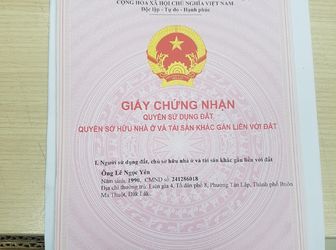 CỘNG HÒA XÃ HỘI CHỦ NGHĨA VIỆT NAM
Độc lập - Tự do - Hạnh phúc
GIẤY CHỨNG NHẬN
QUYỀN SỬ DỤNG ĐẤT
QUYỀN SỞ HỮU NHÀ Ở VÀ TÀI SẢN KHÁC GẮN LIỀN VỚI ĐẤT
I. Người sử dụng đất, chủ sở hữu nhà ở và tài sản khác gắn liền với đất
Ông Lê Ngọc Yên
Năm sinh: 1990, CMND số 241286018
Địa chỉ thường trú: Liên gia 4, Tổ dân phố 8, Phường Tân Lập, Thành phố Buôn
Ma Thuột, Đắk Lắk.